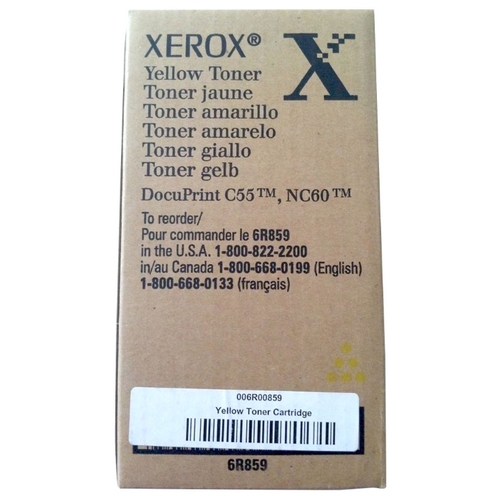 XEROX®
Yellow Toner
Toner jaune
Toner amarillo
Toner amarelo
Toner giallo
Toner gelb
DocuPrint C55™, NC60™
To reorder/
Pour commander le 6R859
in the U.S.A. 1-800-822-2200
in/au Canada 1-800-668-0199 (English)
1-800-668-0133 (français)
006R00859
Yellow Toner Cartridge
6R859